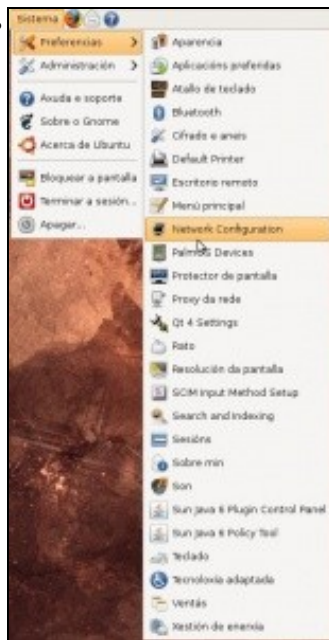 Sistema
Preferencias
Administración
Axuda e soporte
Sobre o Gnome
Acerca de Ubuntu
Bloquear a pantalla
Terminar a sesión...
Apagar...
Aparencia
Aplicacións preferidas
Atallo de teclado
Bluetooth
Cifrado e aneis
Default Printer
Escritorio remoto
Menú principal
Network Configuration
PalmOS Devices
Protector de pantalla
Proxy da rede
Qt 4 Settings
Rato
Resolución da pantalla
SCIM Input Method Setup
Search and Indexing
Sesións
Sobre min
Son
Sun Java 6 Plugin Control Panel
Sun Java 6 Policy Tool
Teclado
Tecnoloxía adaptada
Ventás
Xestión de enerxía